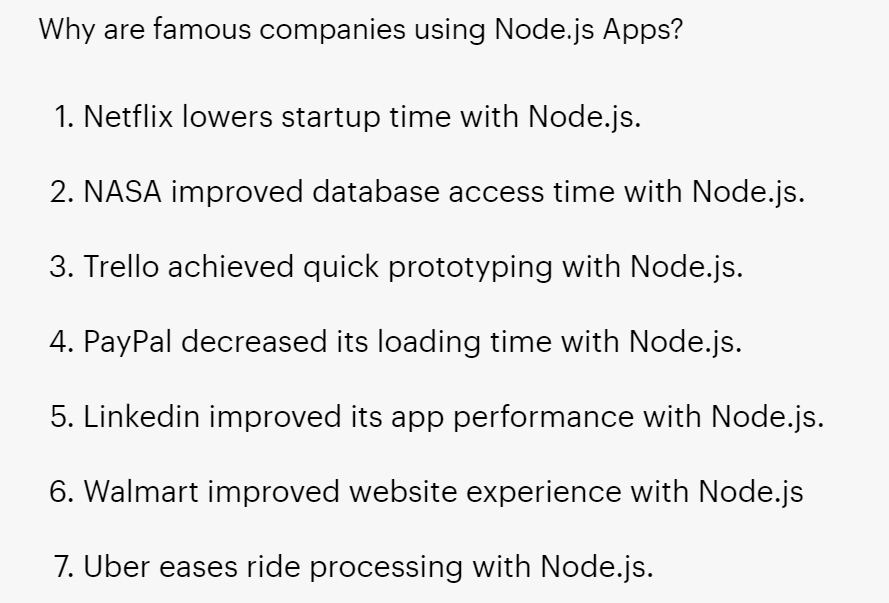 Why are famous companies using Node.js Apps?
1. Netflix lowers startup time with Node.js.
2. NASA improved database access time with Node.js.
3. Trello achieved quick prototyping with Node.js.
4. PayPal decreased its loading time with Node.js.
5. Linkedin improved its app performance with Node.js.
6. Walmart improved website experience with Node.js
7. Uber eases ride processing with Node.js.